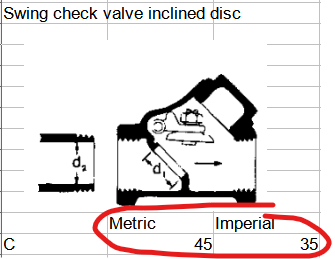 Swing check valve inclined disc
d₂
d₁
Metric Imperial
C 45 35